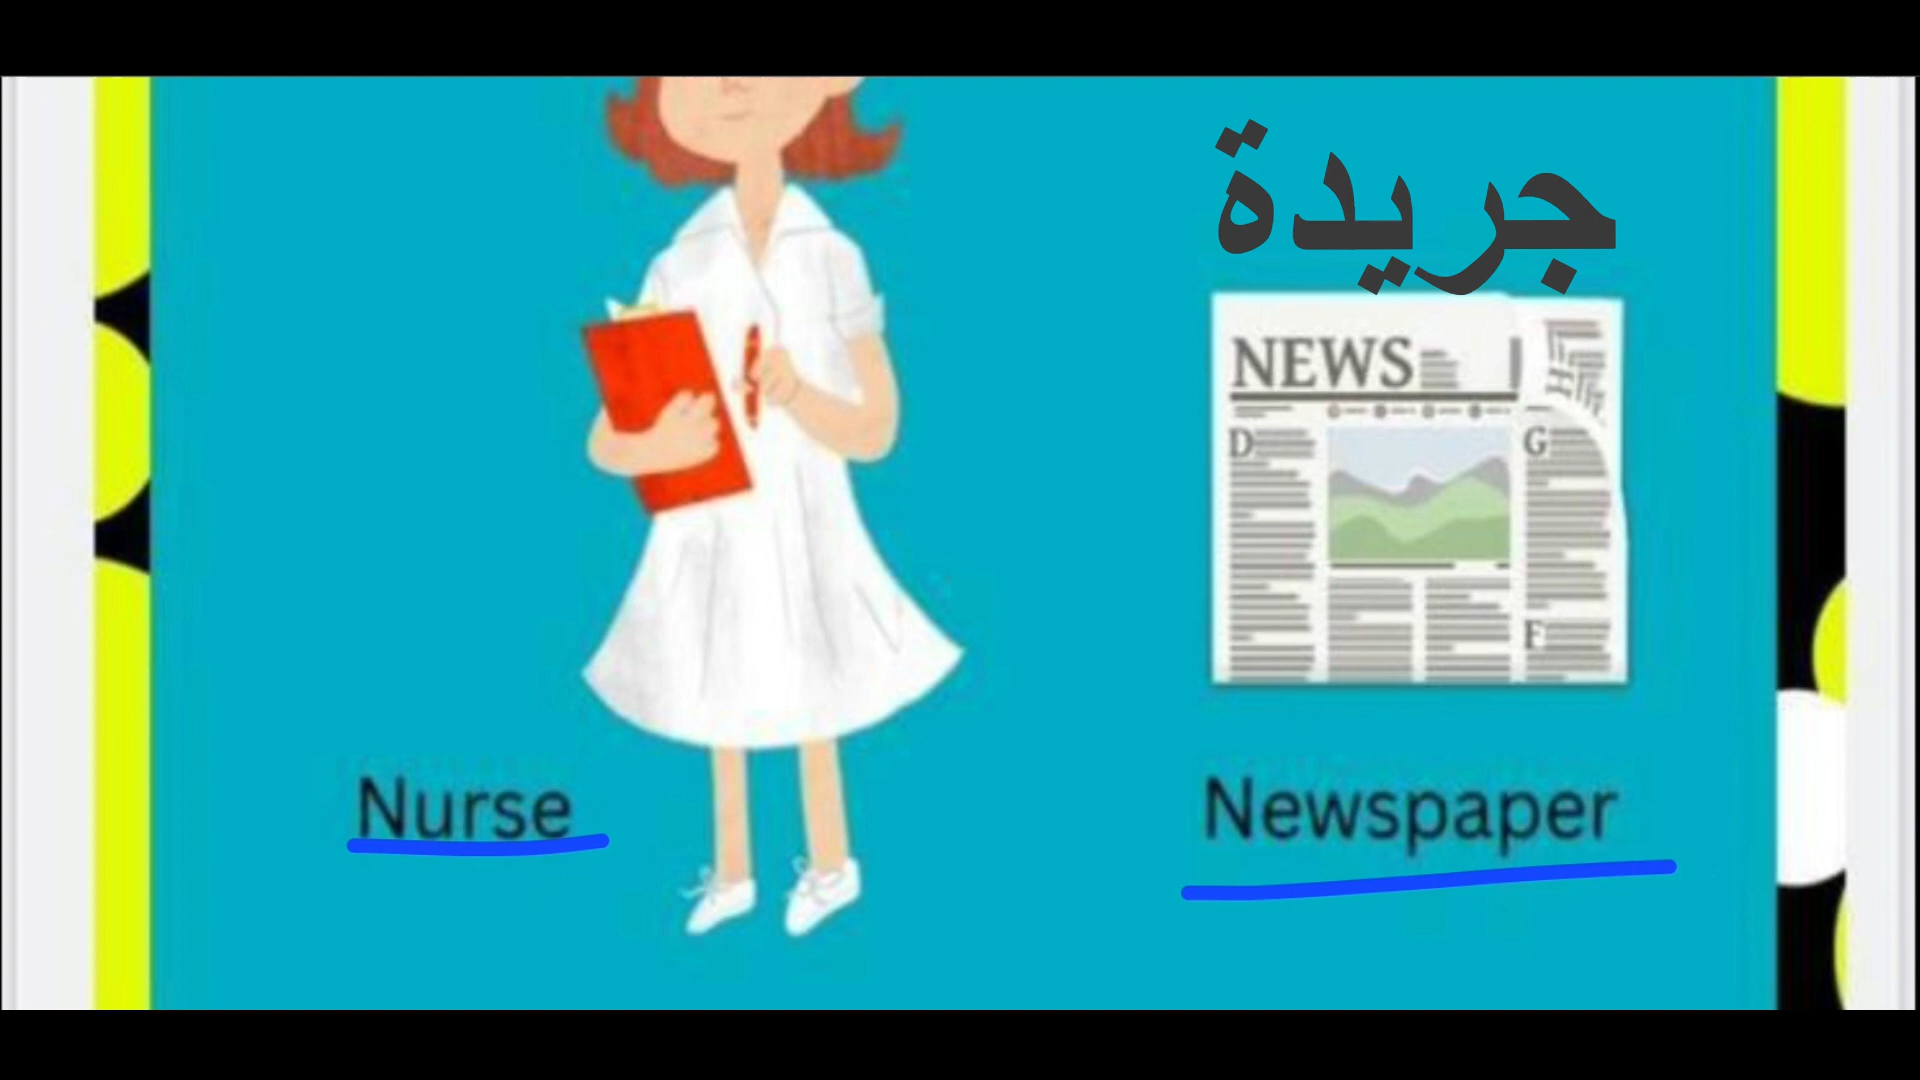 جريدة
NEWS
D
G
F
Nurse
Newspaper